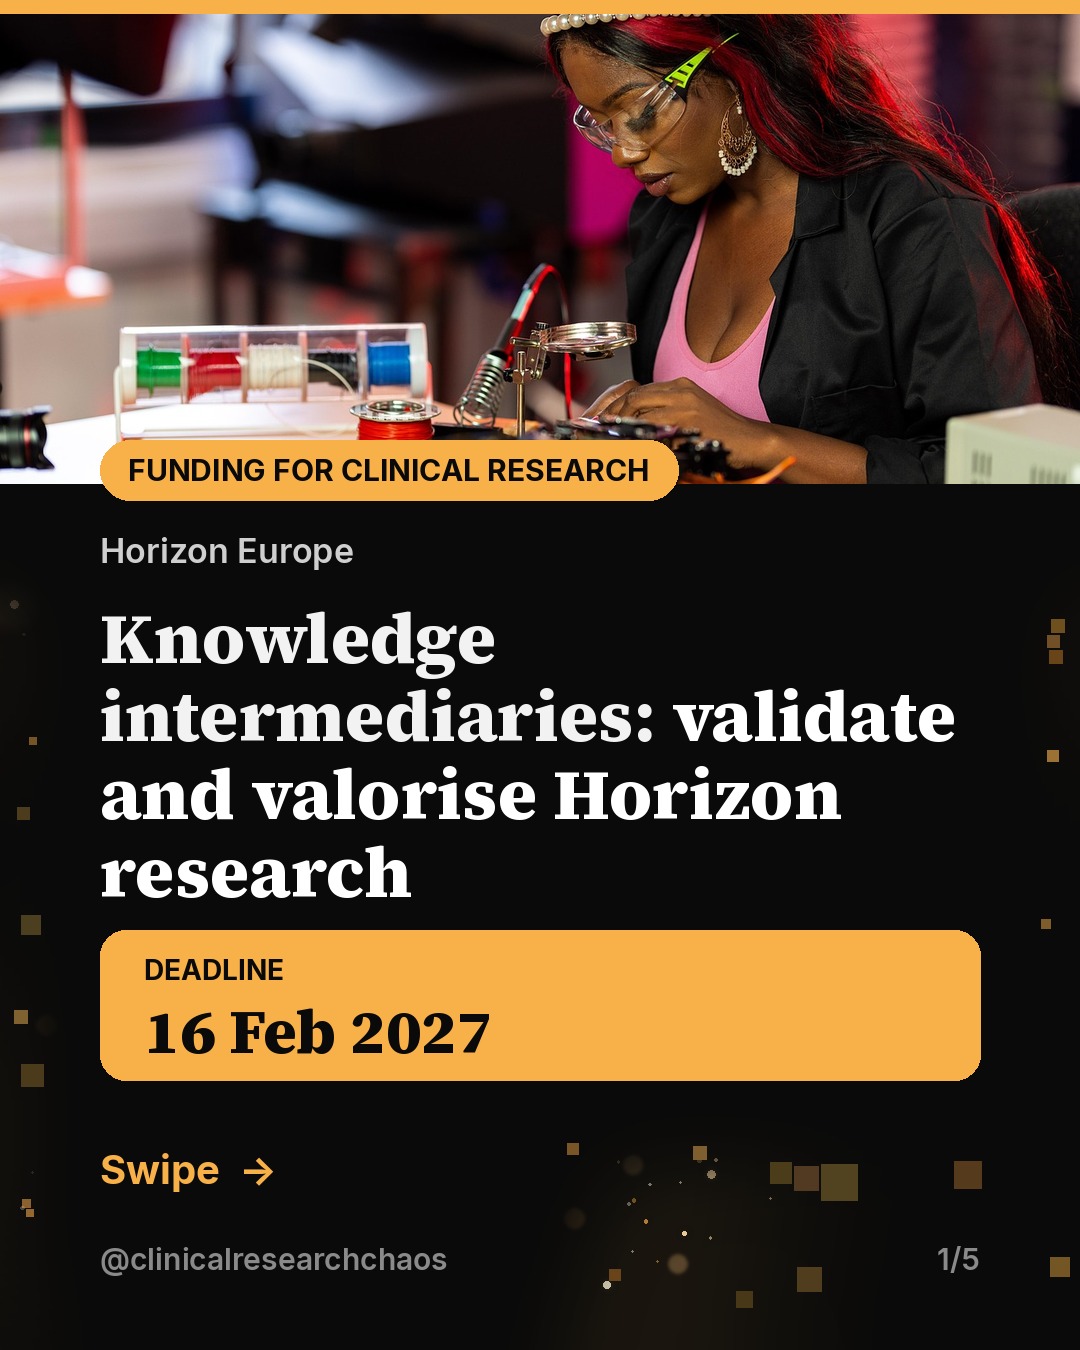 FUNDING FOR CLINICAL RESEARCH
Horizon Europe
Knowledge
intermediaries: validate
and valorise Horizon
research
DEADLINE
16 Feb 2027
Swipe →
@clinicalresearchchaos
1/5